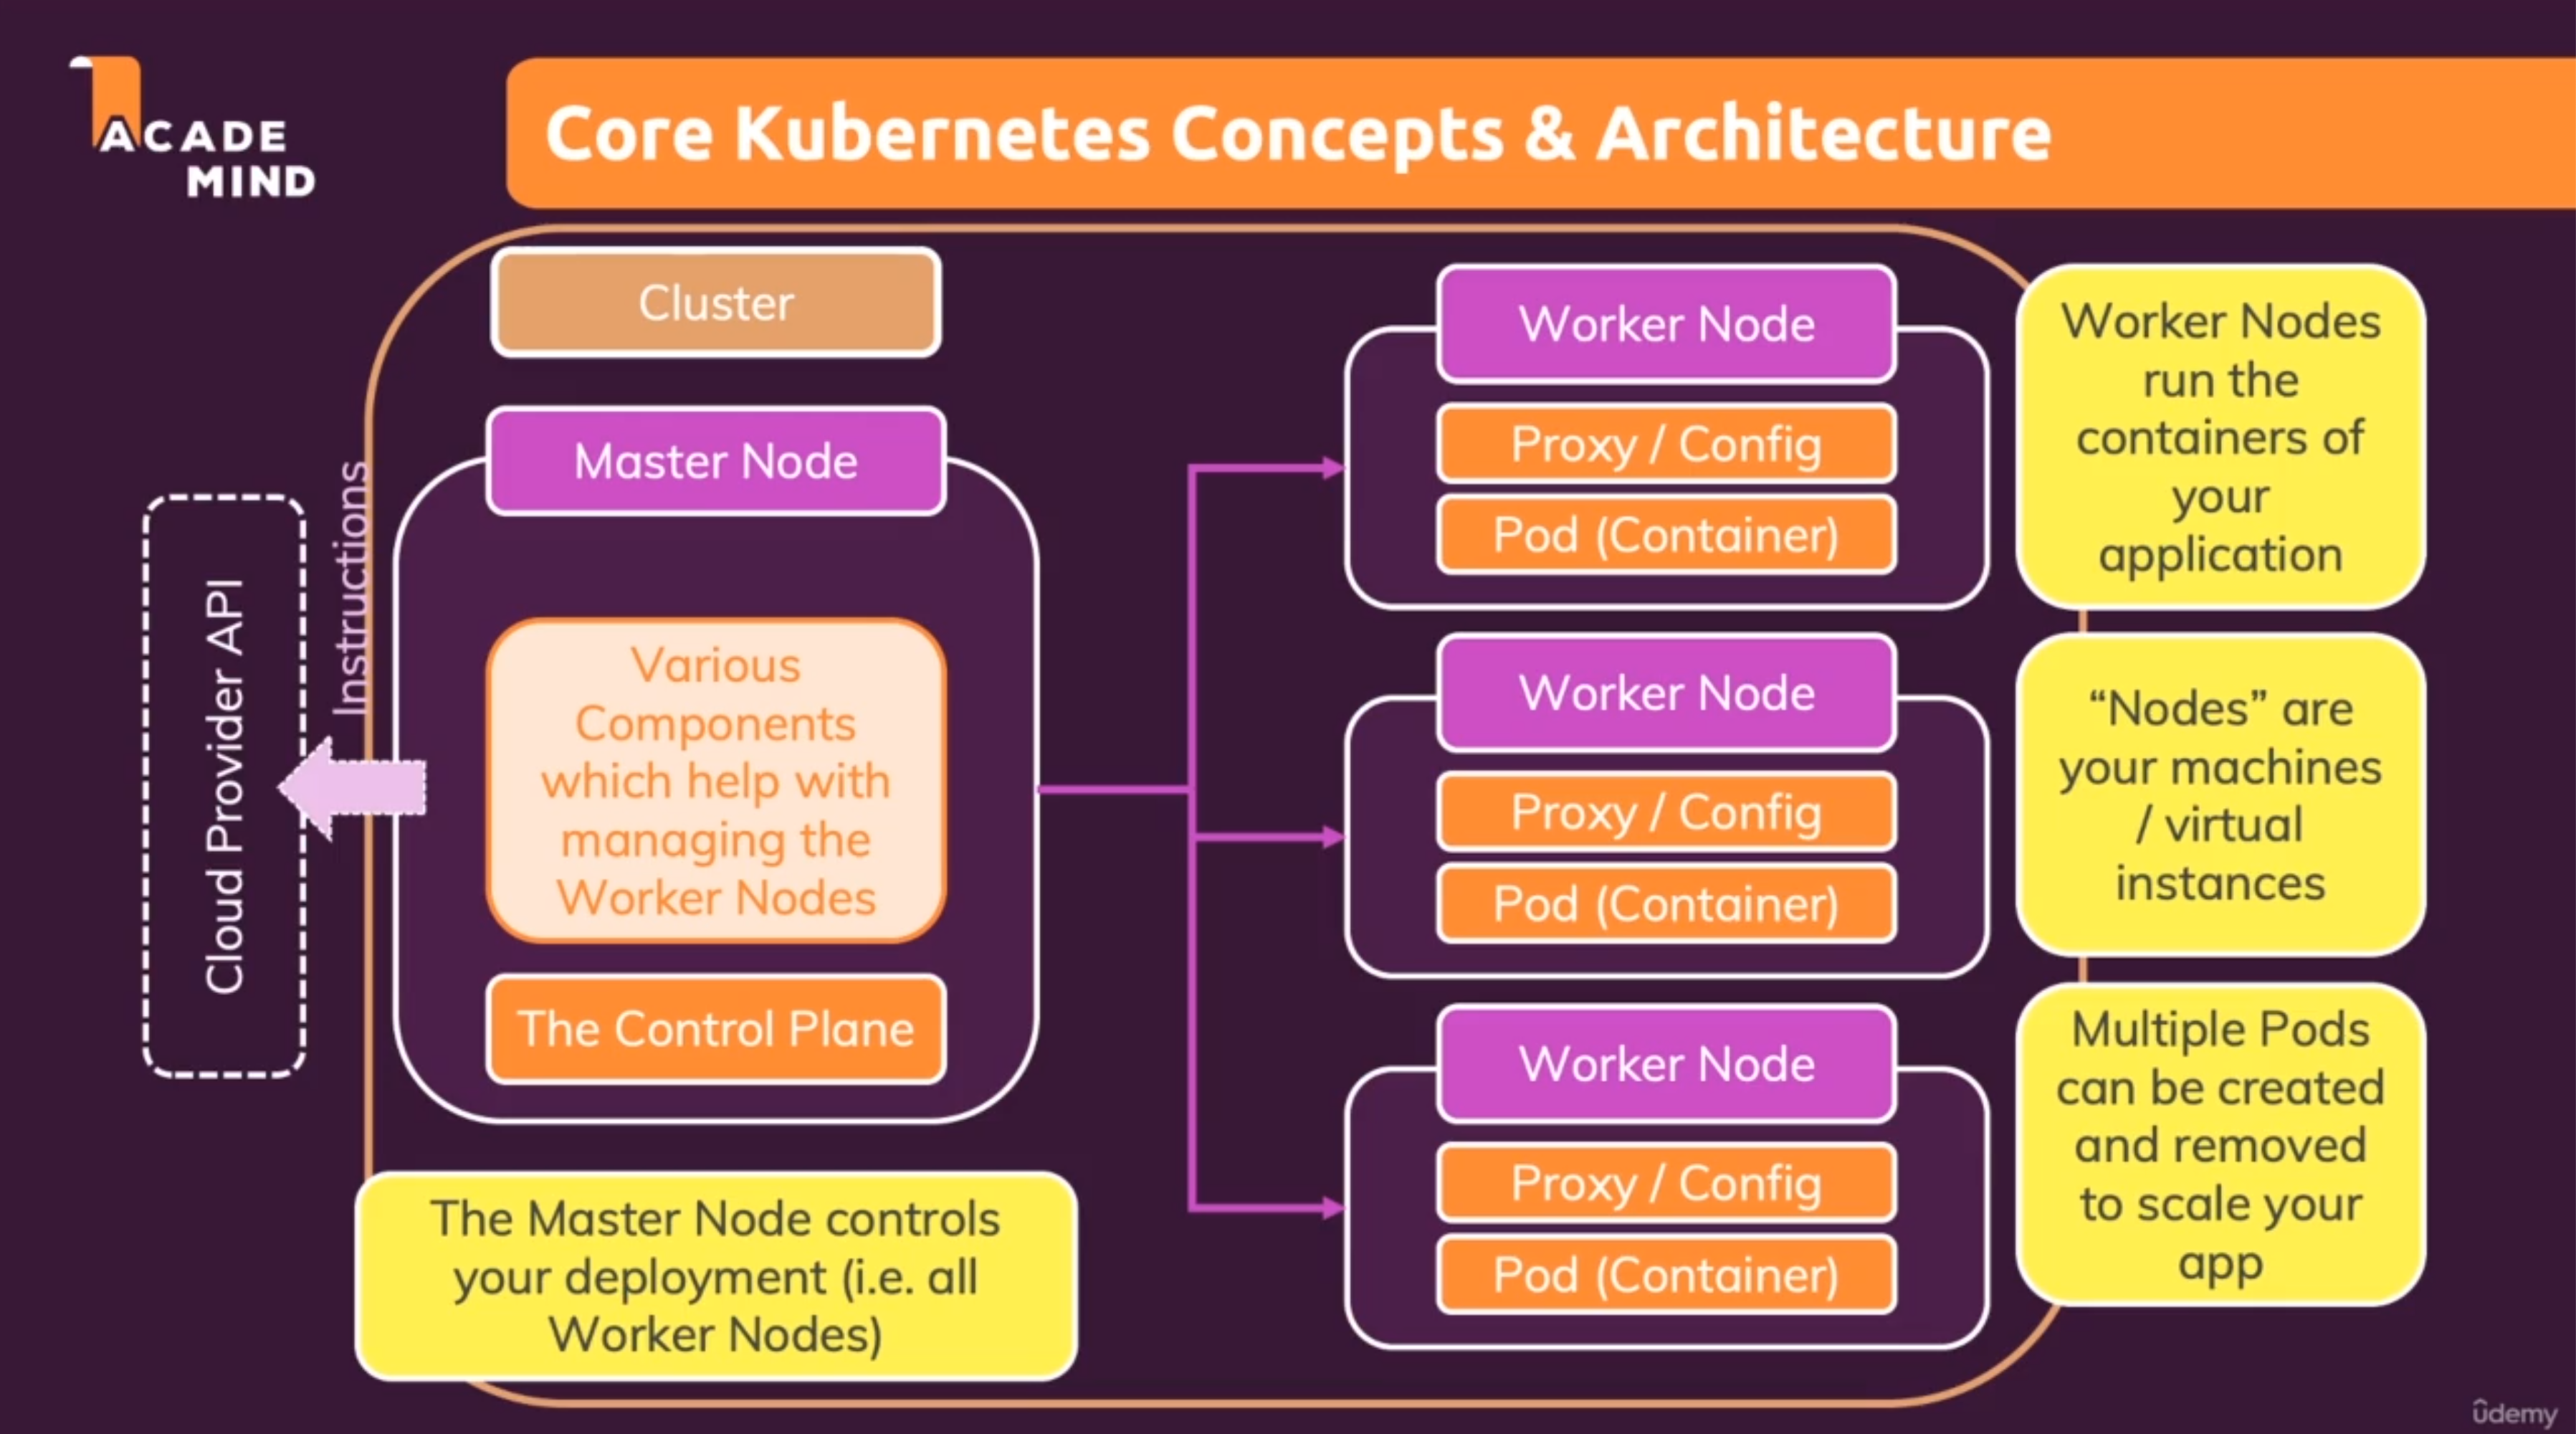 ACADE
MIND
Core Kubernetes Concepts & Architecture
Cluster
Master Node
Various
Components
which help with
managing the
Worker Nodes
The Control Plane
The Master Node controls
your deployment (i.e. all
Worker Nodes)
Cloud Provider API
Instructions
Worker Node
Proxy / Config
Pod (Container)
Worker Node
Proxy / Config
Pod (Container)
Worker Node
Proxy / Config
Pod (Container)
Worker Nodes
run the
containers of
your
application
“Nodes” are
your machines
/ virtual
instances
Multiple Pods
can be created
and removed
to scale your
app
ûdemy